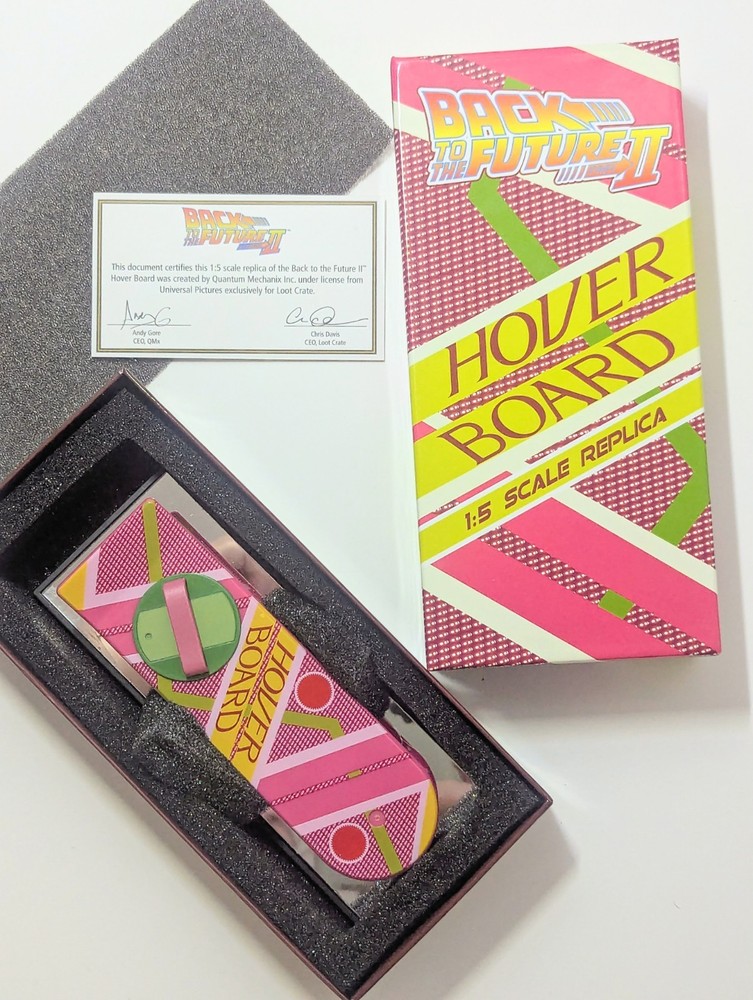 BACK
TO
THE FUTURE II
HOVER
BOARD
1:5 SCALE REPLICA
BACK
TO
THE FUTURE II™
This document certifies this 1:5 scale replica of the Back to the Future II™
Hover Board was created by Quantum Mechanix Inc. under license from
Universal Pictures exclusively for Loot Crate.
Andy Gore
CEO, QMx
Chris Davis
CEO, Loot Crate
HOVER
BOARD